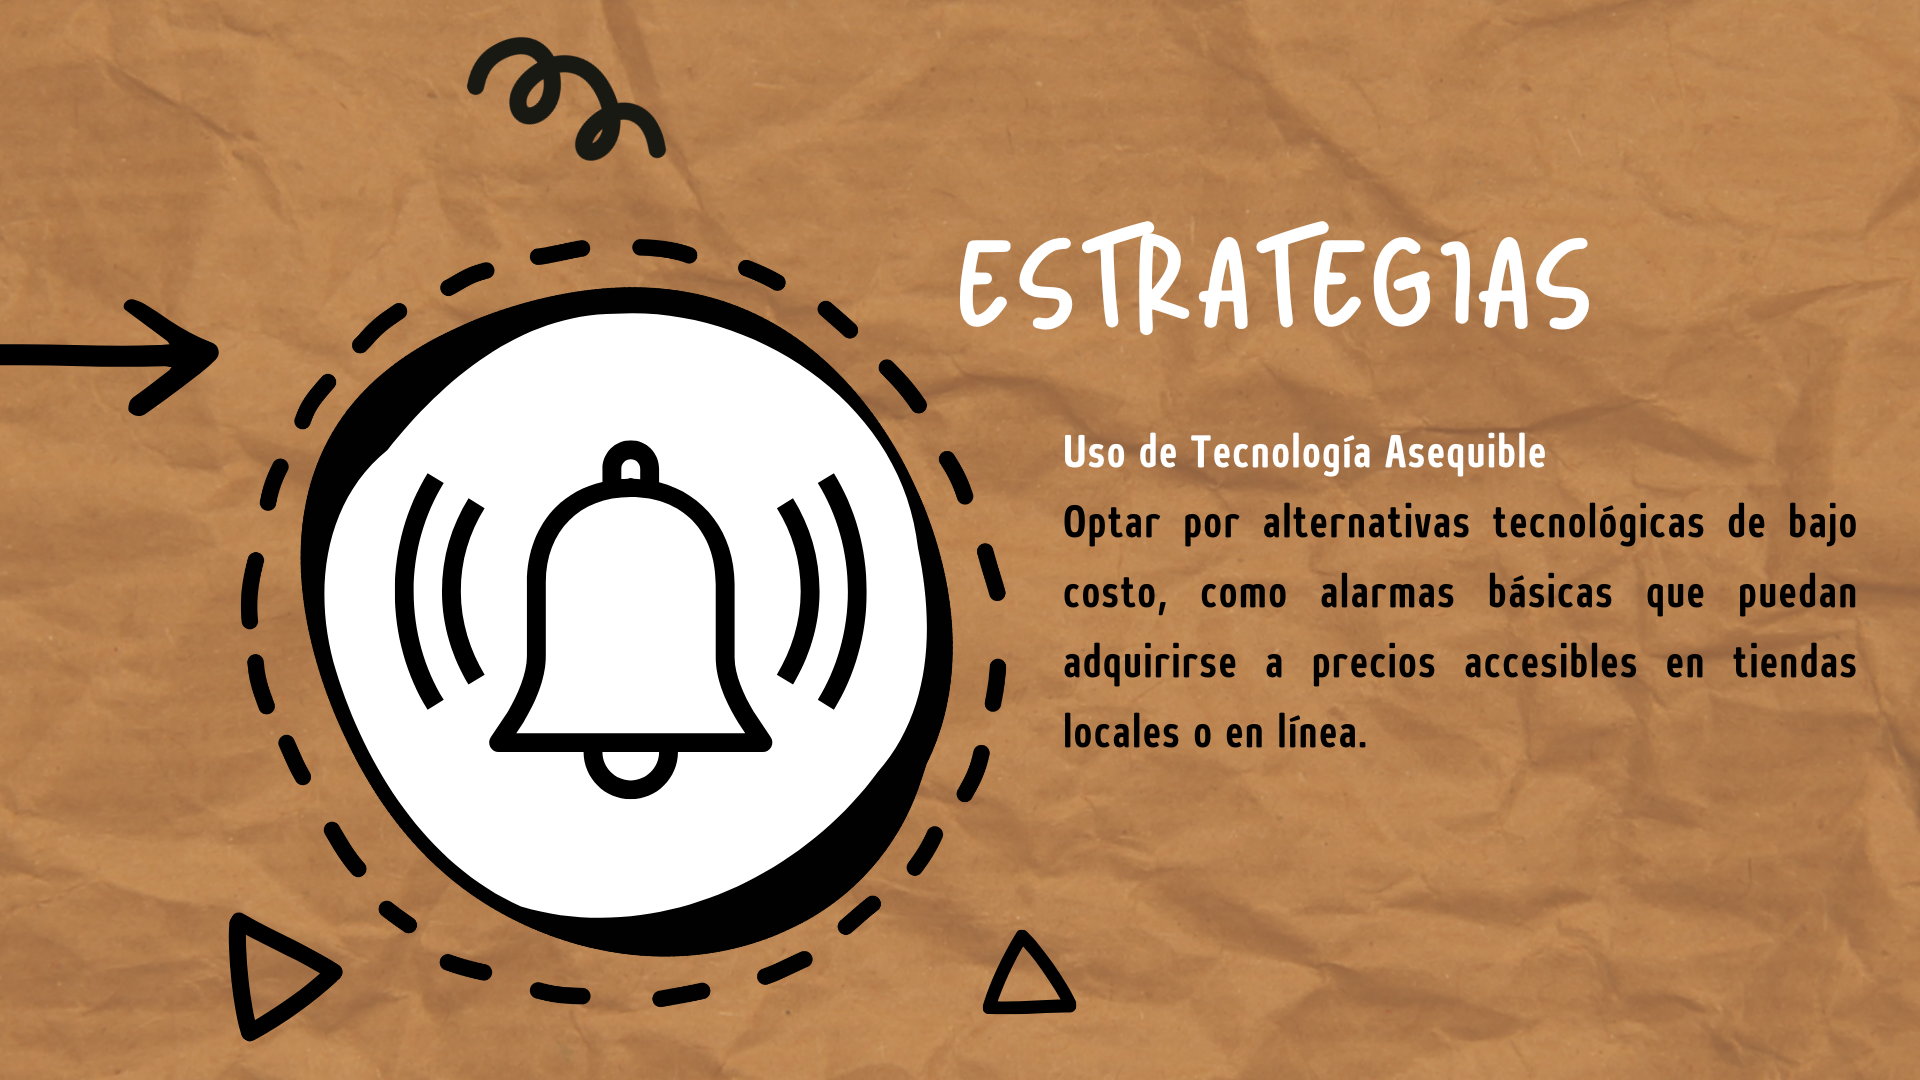 ESTRATEGIAS
Uso de Tecnología Asequible
Optar por alternativas tecnológicas de bajo
costo, como alarmas básicas que puedan
adquirirse a precios accesibles en tiendas
locales o en línea.